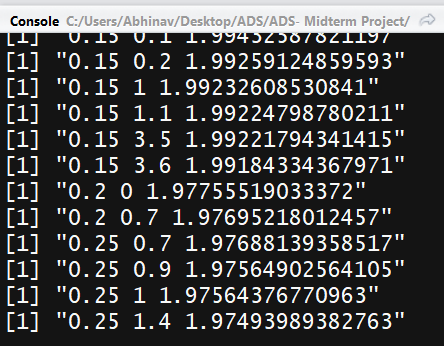 Console C:/Users/Abhinav/Desktop/ADS/ADS- Midterm Project/
[1] "0.15 0.1 1.99432587821197"
[1] "0.15 0.2 1.99259124859593"
[1] "0.15 1 1.99232608530841"
[1] "0.15 1.1 1.99224798780211"
[1] "0.15 3.5 1.99221794341415"
[1] "0.15 3.6 1.99184334367971"
[1] "0.2 0 1.97755519033372"
[1] "0.2 0.7 1.97695218012457"
[1] "0.25 0.7 1.97688139358517"
[1] "0.25 0.9 1.97564902564105"
[1] "0.25 1 1.97564376770963"
[1] "0.25 1.4 1.97493989382763"